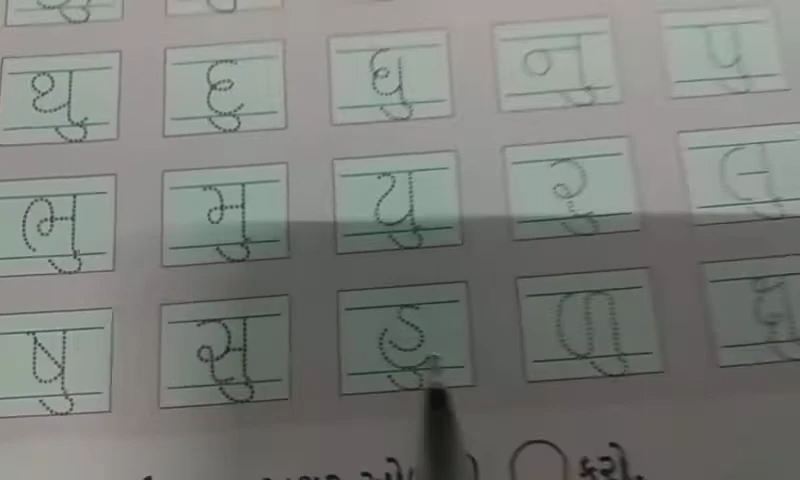 થુ દુ ધુ નુ પુ
ભુ મુ યુ રુ લુ
ષુ સુ હુ ળુ ક્ષુ
કરો.